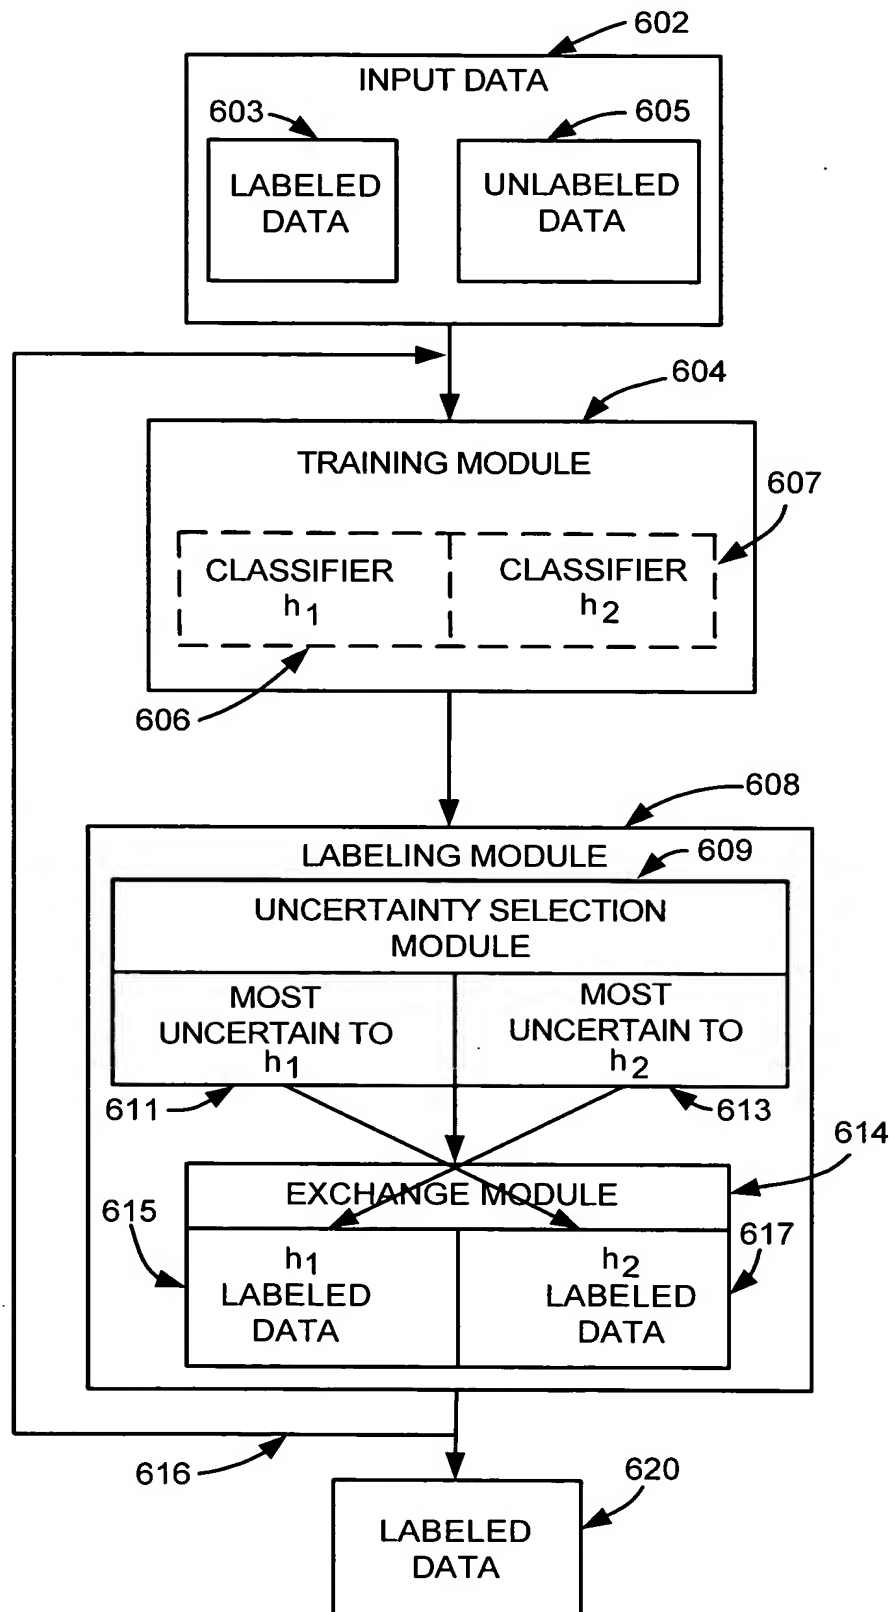 602
INPUT DATA
603
605
LABELED
DATA
UNLABELED
DATA
604
TRAINING MODULE
607
CLASSIFIER
h1
CLASSIFIER
h2
606
608
LABELING MODULE
609
UNCERTAINTY SELECTION
MODULE
MOST
UNCERTAIN TO
h1
MOST
UNCERTAIN TO
h2
611
613
614
EXCHANGE MODULE
615
617
h1
LABELED
DATA
h2
LABELED
DATA
616
620
LABELED
DATA